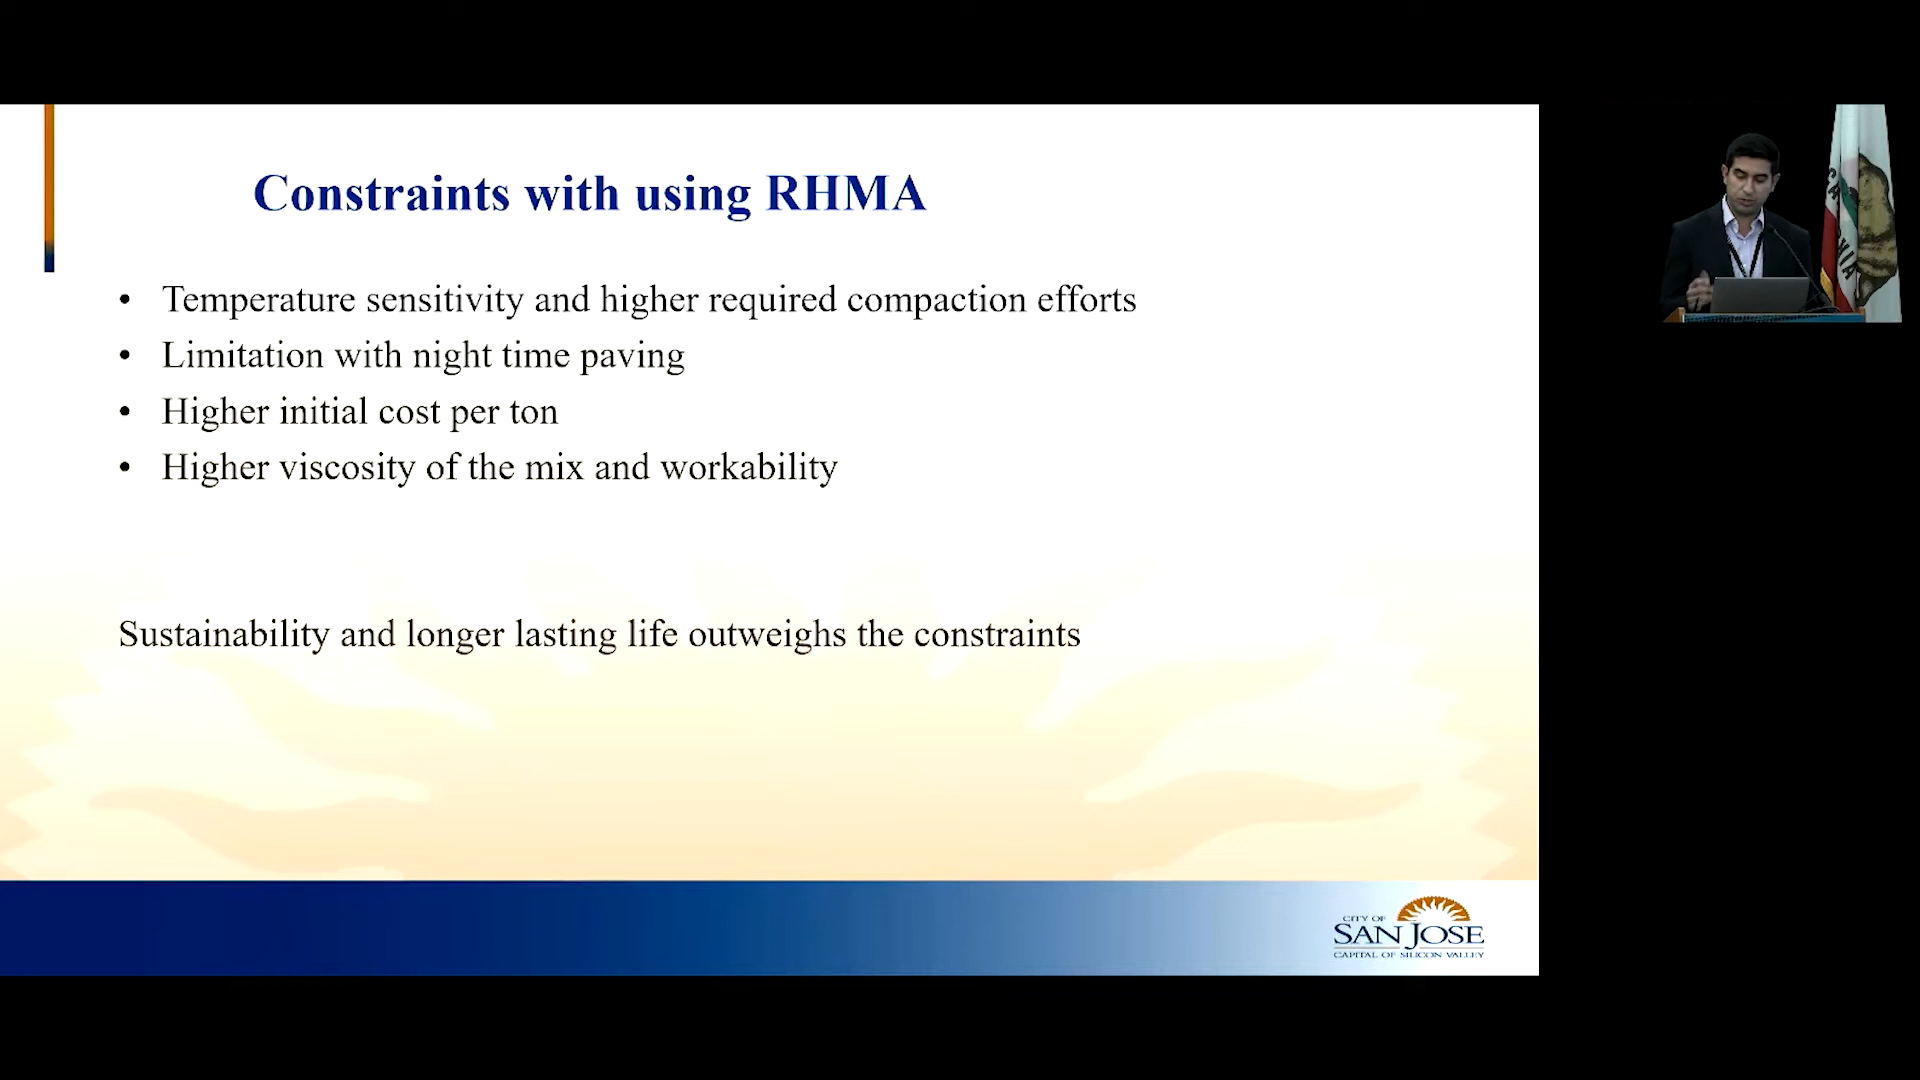 Constraints with using RHMA
• Temperature sensitivity and higher required compaction efforts
• Limitation with night time paving
• Higher initial cost per ton
• Higher viscosity of the mix and workability
Sustainability and longer lasting life outweighs the constraints
CITY OF
SAN JOSE
CAPITAL OF SILICON VALLEY